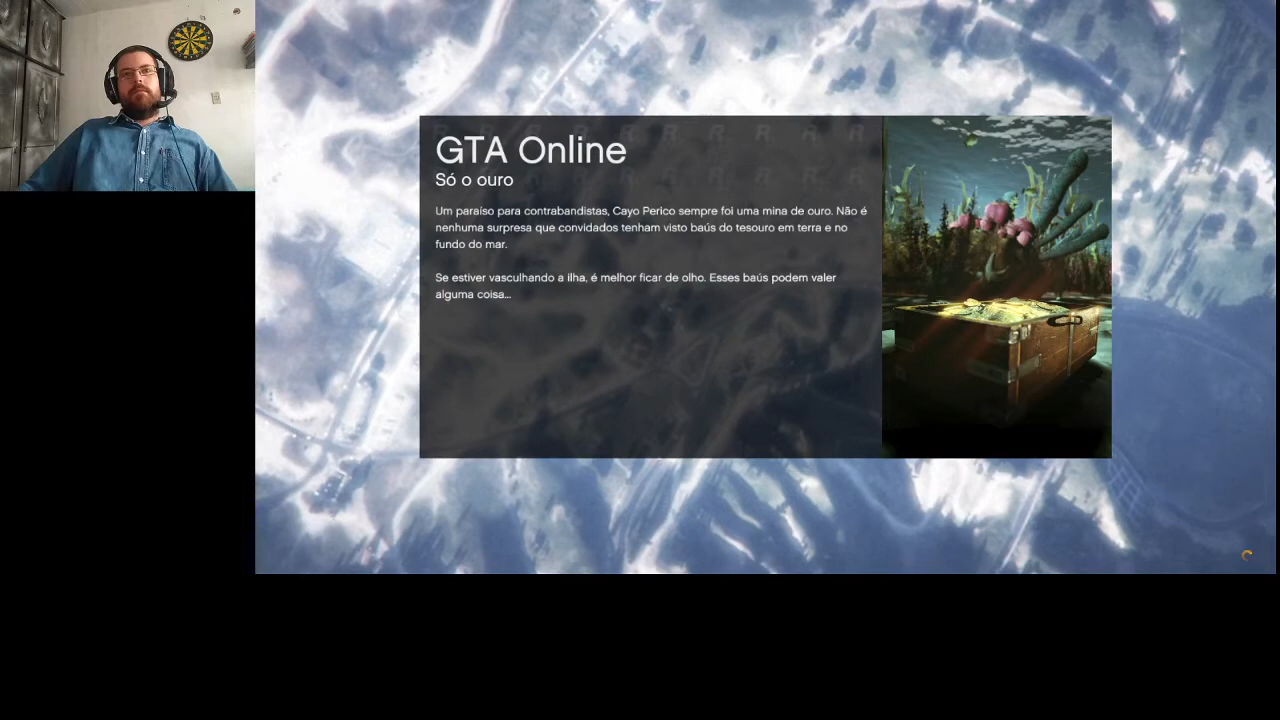 GTA Online
Só o ouro
Um paraíso para contrabandistas, Cayo Perico sempre foi uma mina de ouro. Não é
nenhuma surpresa que convidados tenham visto baús do tesouro em terra e no
fundo do mar.
Se estiver vasculhando a ilha, é melhor ficar de olho. Esses baús podem valer
alguma coisa...